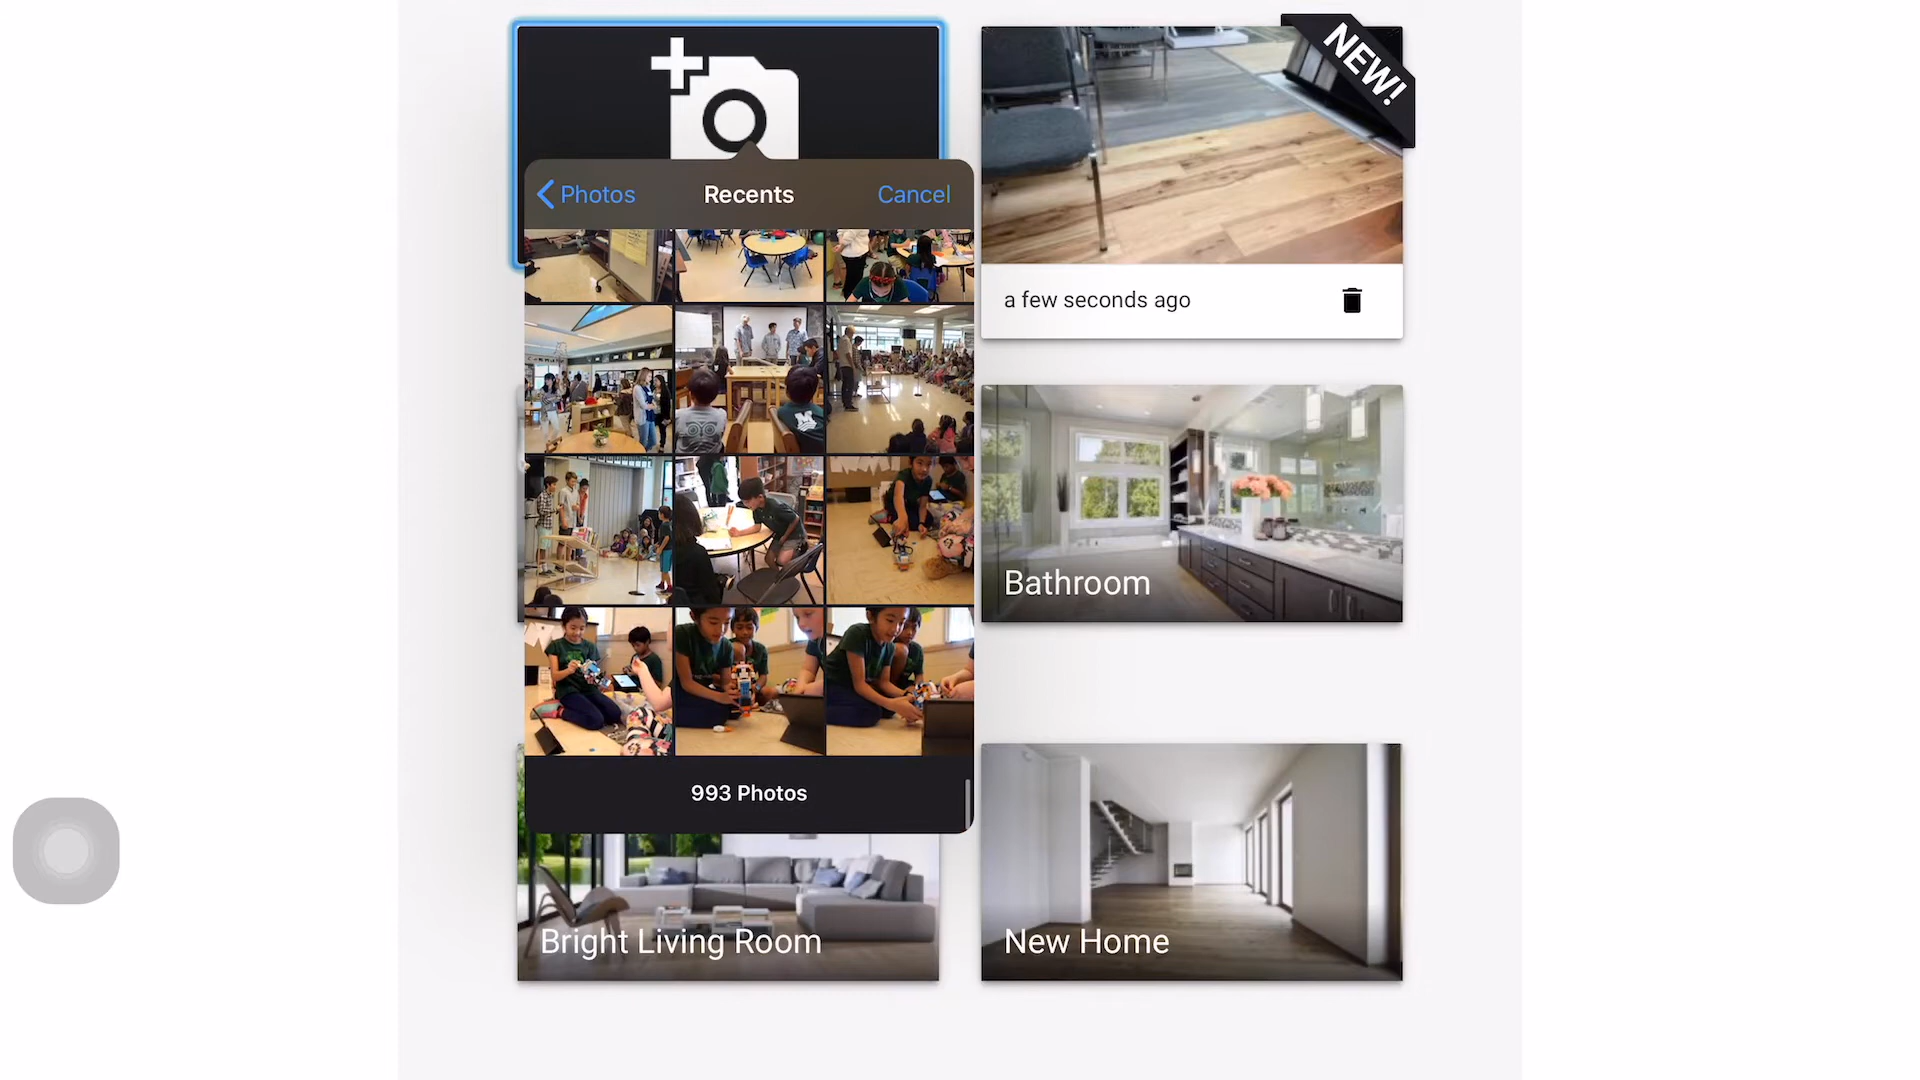 NEW!
Photos
Recents
Cancel
a few seconds ago
Bathroom
993 Photos
Bright Living Room
New Home